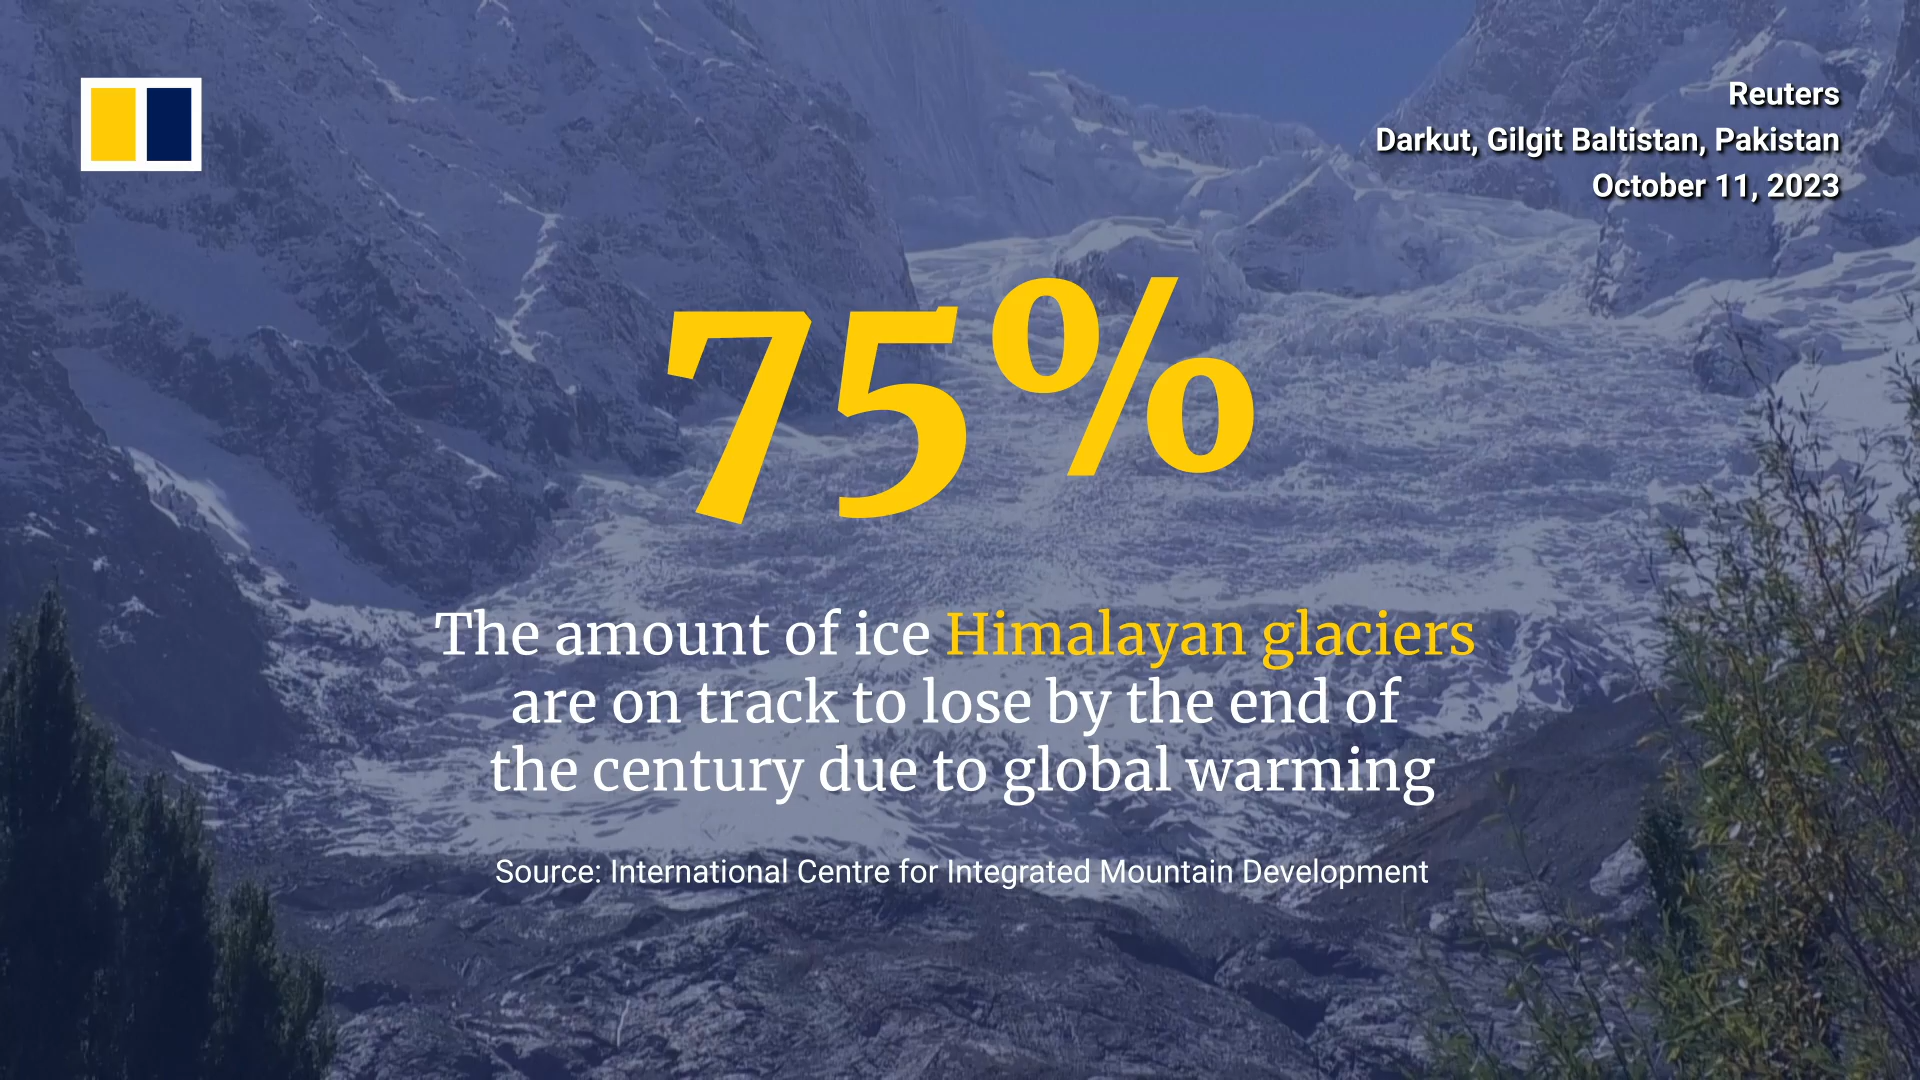 Reuters
Darkut, Gilgit Baltistan, Pakistan
October 11, 2023
75%
The amount of ice Himalayan glaciers
are on track to lose by the end of
the century due to global warming
Source: International Centre for Integrated Mountain Development